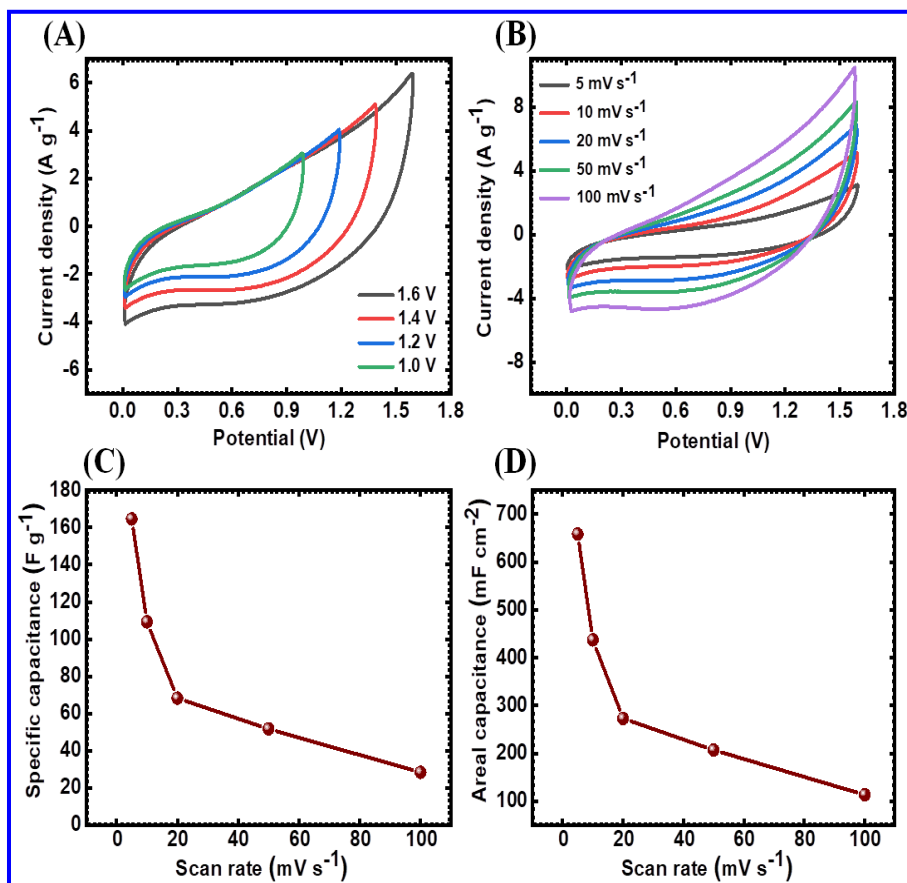 (A)
Current density (A g⁻¹)
6
4
2
0
-2
-4
-6
0.0 0.3 0.6 0.9 1.2 1.5 1.8
Potential (V)
1.6 V
1.4 V
1.2 V
1.0 V
(B)
Current density (A g⁻¹)
8
4
0
-4
-8
0.0 0.3 0.6 0.9 1.2 1.5 1.8
Potential (V)
5 mV s⁻¹
10 mV s⁻¹
20 mV s⁻¹
50 mV s⁻¹
100 mV s⁻¹
(C)
Specific capacitance (F g⁻¹)
180
160
140
120
100
80
60
40
20
0
0 20 40 60 80 100
Scan rate (mV s⁻¹)
(D)
Areal capacitance (mF cm⁻²)
700
600
500
400
300
200
100
0 20 40 60 80 100
Scan rate (mV s⁻¹)